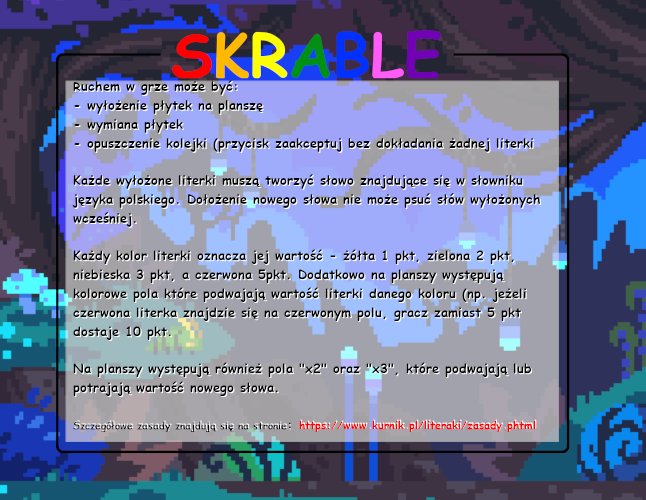 SKRABLE
Ruchem w grze może być:
- wyłożenie płytek na planszę
- wymiana płytek
- opuszczenie kolejki (przycisk zaakceptuj bez dokładania żadnej literki
Każde wyłożone literki muszą tworzyć słowo znajdujące się w słowniku
języka polskiego. Dołożenie nowego słowa nie może psuć słów wyłożonych
wcześniej.
Każdy kolor literki oznacza jej wartość - żółta 1 pkt, zielona 2 pkt,
niebieska 3 pkt, a czerwona 5pkt. Dodatkowo na planszy występują
kolorowe pola które podwajają wartość literki danego koloru (np. jeżeli
czerwona literka znajdzie się na czerwonym polu, gracz zamiast 5 pkt
dostaje 10 pkt.
Na planszy występują również pola "x2" oraz "x3", które podwajają lub
potrajają wartość nowego słowa.
Szczegółowe zasady znajdują się na stronie: https://www.kurnik.pl/literaki/zasady.phtml